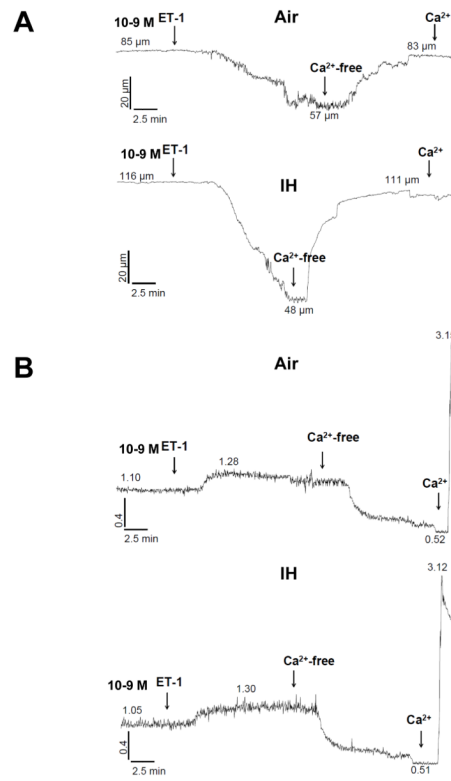 A
Air
10-9 M ET-1
Ca²⁺
85 µm
83 µm
Ca²⁺-free
57 µm
20 µm
2.5 min
10-9 M ET-1
IH
Ca²⁺
116 µm
111 µm
Ca²⁺-free
48 µm
20 µm
2.5 min
B
Air
Ca²⁺-free
10-9 M ET-1
1.28
1.10
Ca²⁺
0.4
2.5 min
0.52
IH
3.12
Ca²⁺-free
10-9 M ET-1
1.30
1.05
Ca²⁺
0.4
2.5 min
0.51